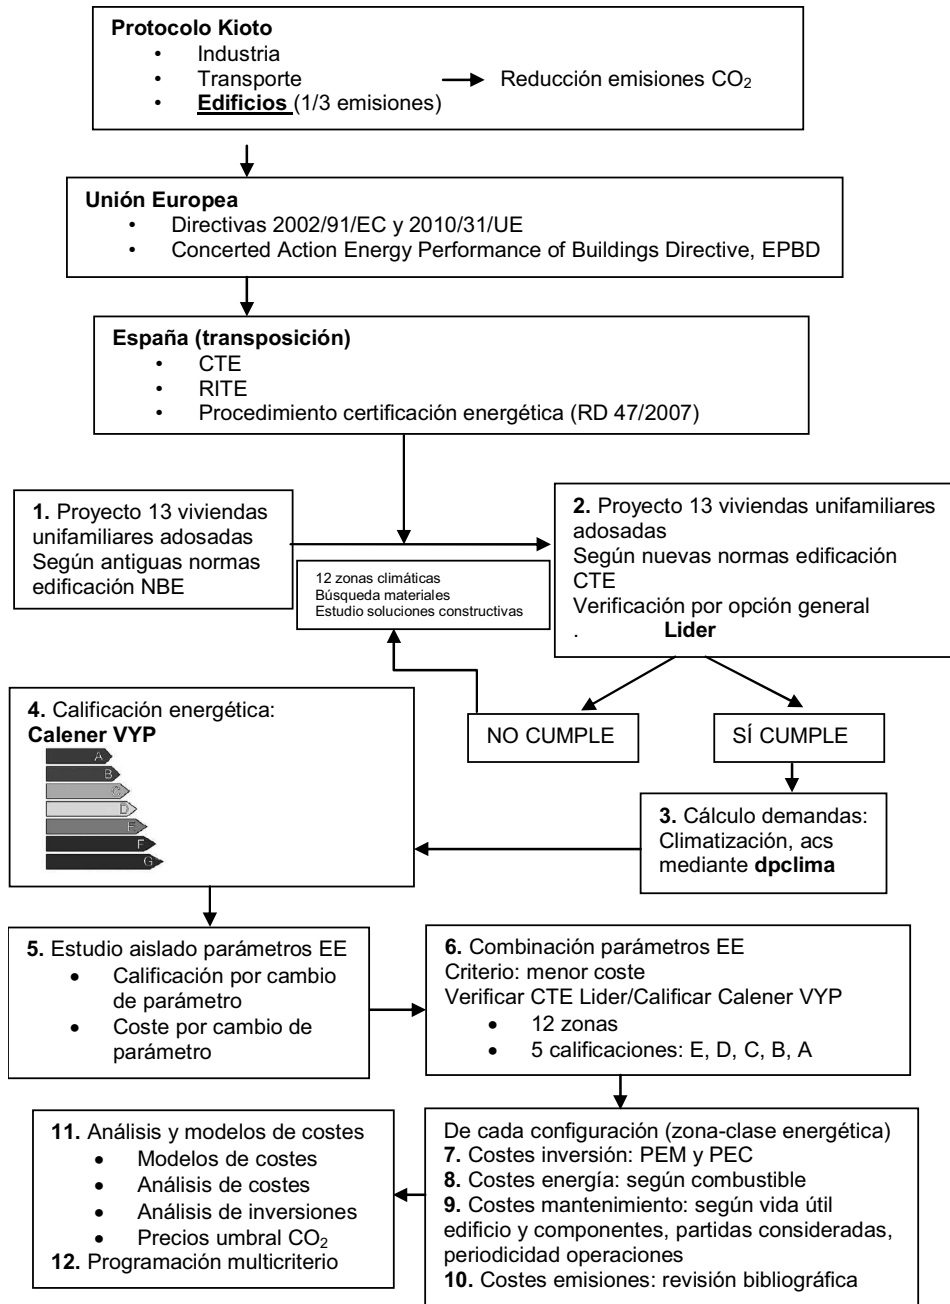 Protocolo Kioto
• Industria
• Transporte
Reducción emisiones CO₂
• Edificios (1/3 emisiones)
Unión Europea
• Directivas 2002/91/EC y 2010/31/UE
• Concerted Action Energy Performance of Buildings Directive, EPBD
España (transposición)
• CTE
• RITE
• Procedimiento certificación energética (RD 47/2007)
1. Proyecto 13 viviendas
unifamiliares adosadas
Según antiguas normas
edificación NBE
12 zonas climáticas
Búsqueda materiales
Estudio soluciones constructivas
2. Proyecto 13 viviendas unifamiliares
adosadas
Según nuevas normas edificación
CTE
Verificación por opción general
. Lider
NO CUMPLE
SÍ CUMPLE
3. Cálculo demandas:
Climatización, acs
mediante dpclima
4. Calificación energética:
Calener VYP
A
B
C
D
E
F
G
5. Estudio aislado parámetros EE
• Calificación por cambio
de parámetro
• Coste por cambio de
parámetro
6. Combinación parámetros EE
Criterio: menor coste
Verificar CTE Lider/Calificar Calener VYP
• 12 zonas
• 5 calificaciones: E, D, C, B, A
De cada configuración (zona-clase energética)
7. Costes inversión: PEM y PEC
8. Costes energía: según combustible
9. Costes mantenimiento: según vida útil
edificio y componentes, partidas consideradas,
periodicidad operaciones
10. Costes emisiones: revisión bibliográfica
11. Análisis y modelos de costes
• Modelos de costes
• Análisis de costes
• Análisis de inversiones
• Precios umbral CO₂
12. Programación multicriterio